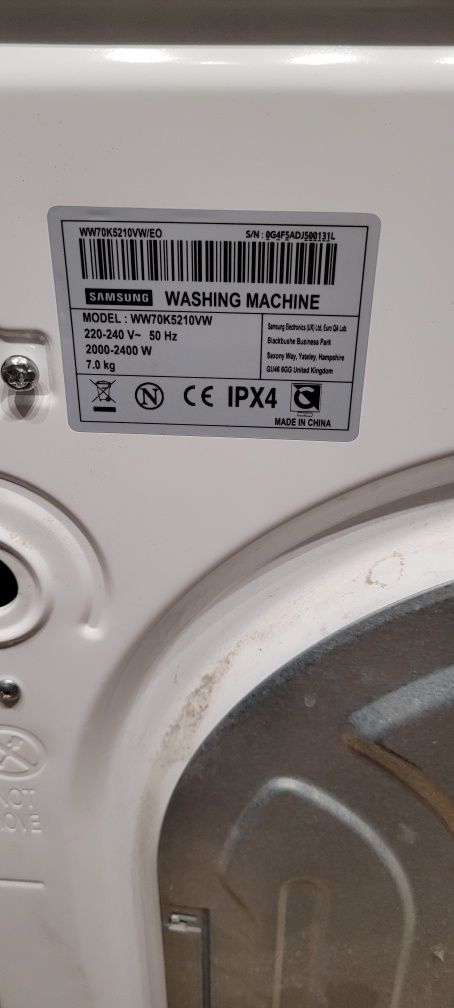 WW70K5210VW/EO S/N : 0G4F5ADJ500131L
SAMSUNG WASHING MACHINE
MODEL : WW70K5210VW
220-240 V~ 50 Hz
2000-2400 W
7.0 kg
Samsung Electronics (UK) Ltd, Euro QA Lab.
Blackbushe Business Park
Saxony Way, Yateley, Hampshire
GU46 6GG United Kingdom
N CE IPX4
MADE IN CHINA
NOT
OVE